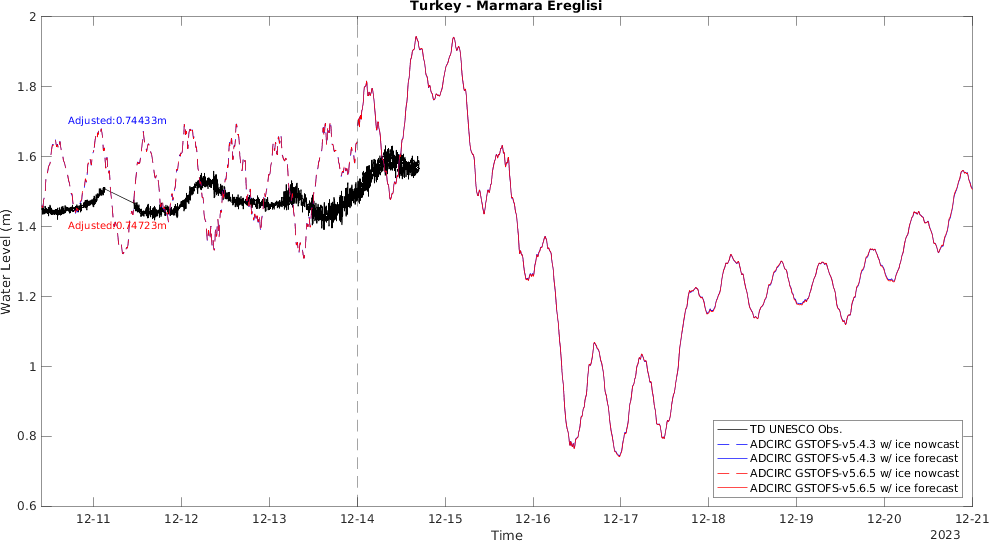 Turkey - Marmara Ereglisi
2
1.8
1.6
1.4
1.2
1
0.8
0.6
Water Level (m)
Adjusted:0.74433m
Adjusted:0.74723m
TD UNESCO Obs.
ADCIRC GSTOFS-v5.4.3 w/ ice nowcast
ADCIRC GSTOFS-v5.4.3 w/ ice forecast
ADCIRC GSTOFS-v5.6.5 w/ ice nowcast
ADCIRC GSTOFS-v5.6.5 w/ ice forecast
12-11 12-12 12-13 12-14 12-15 12-16 12-17 12-18 12-19 12-20 12-21
Time
2023